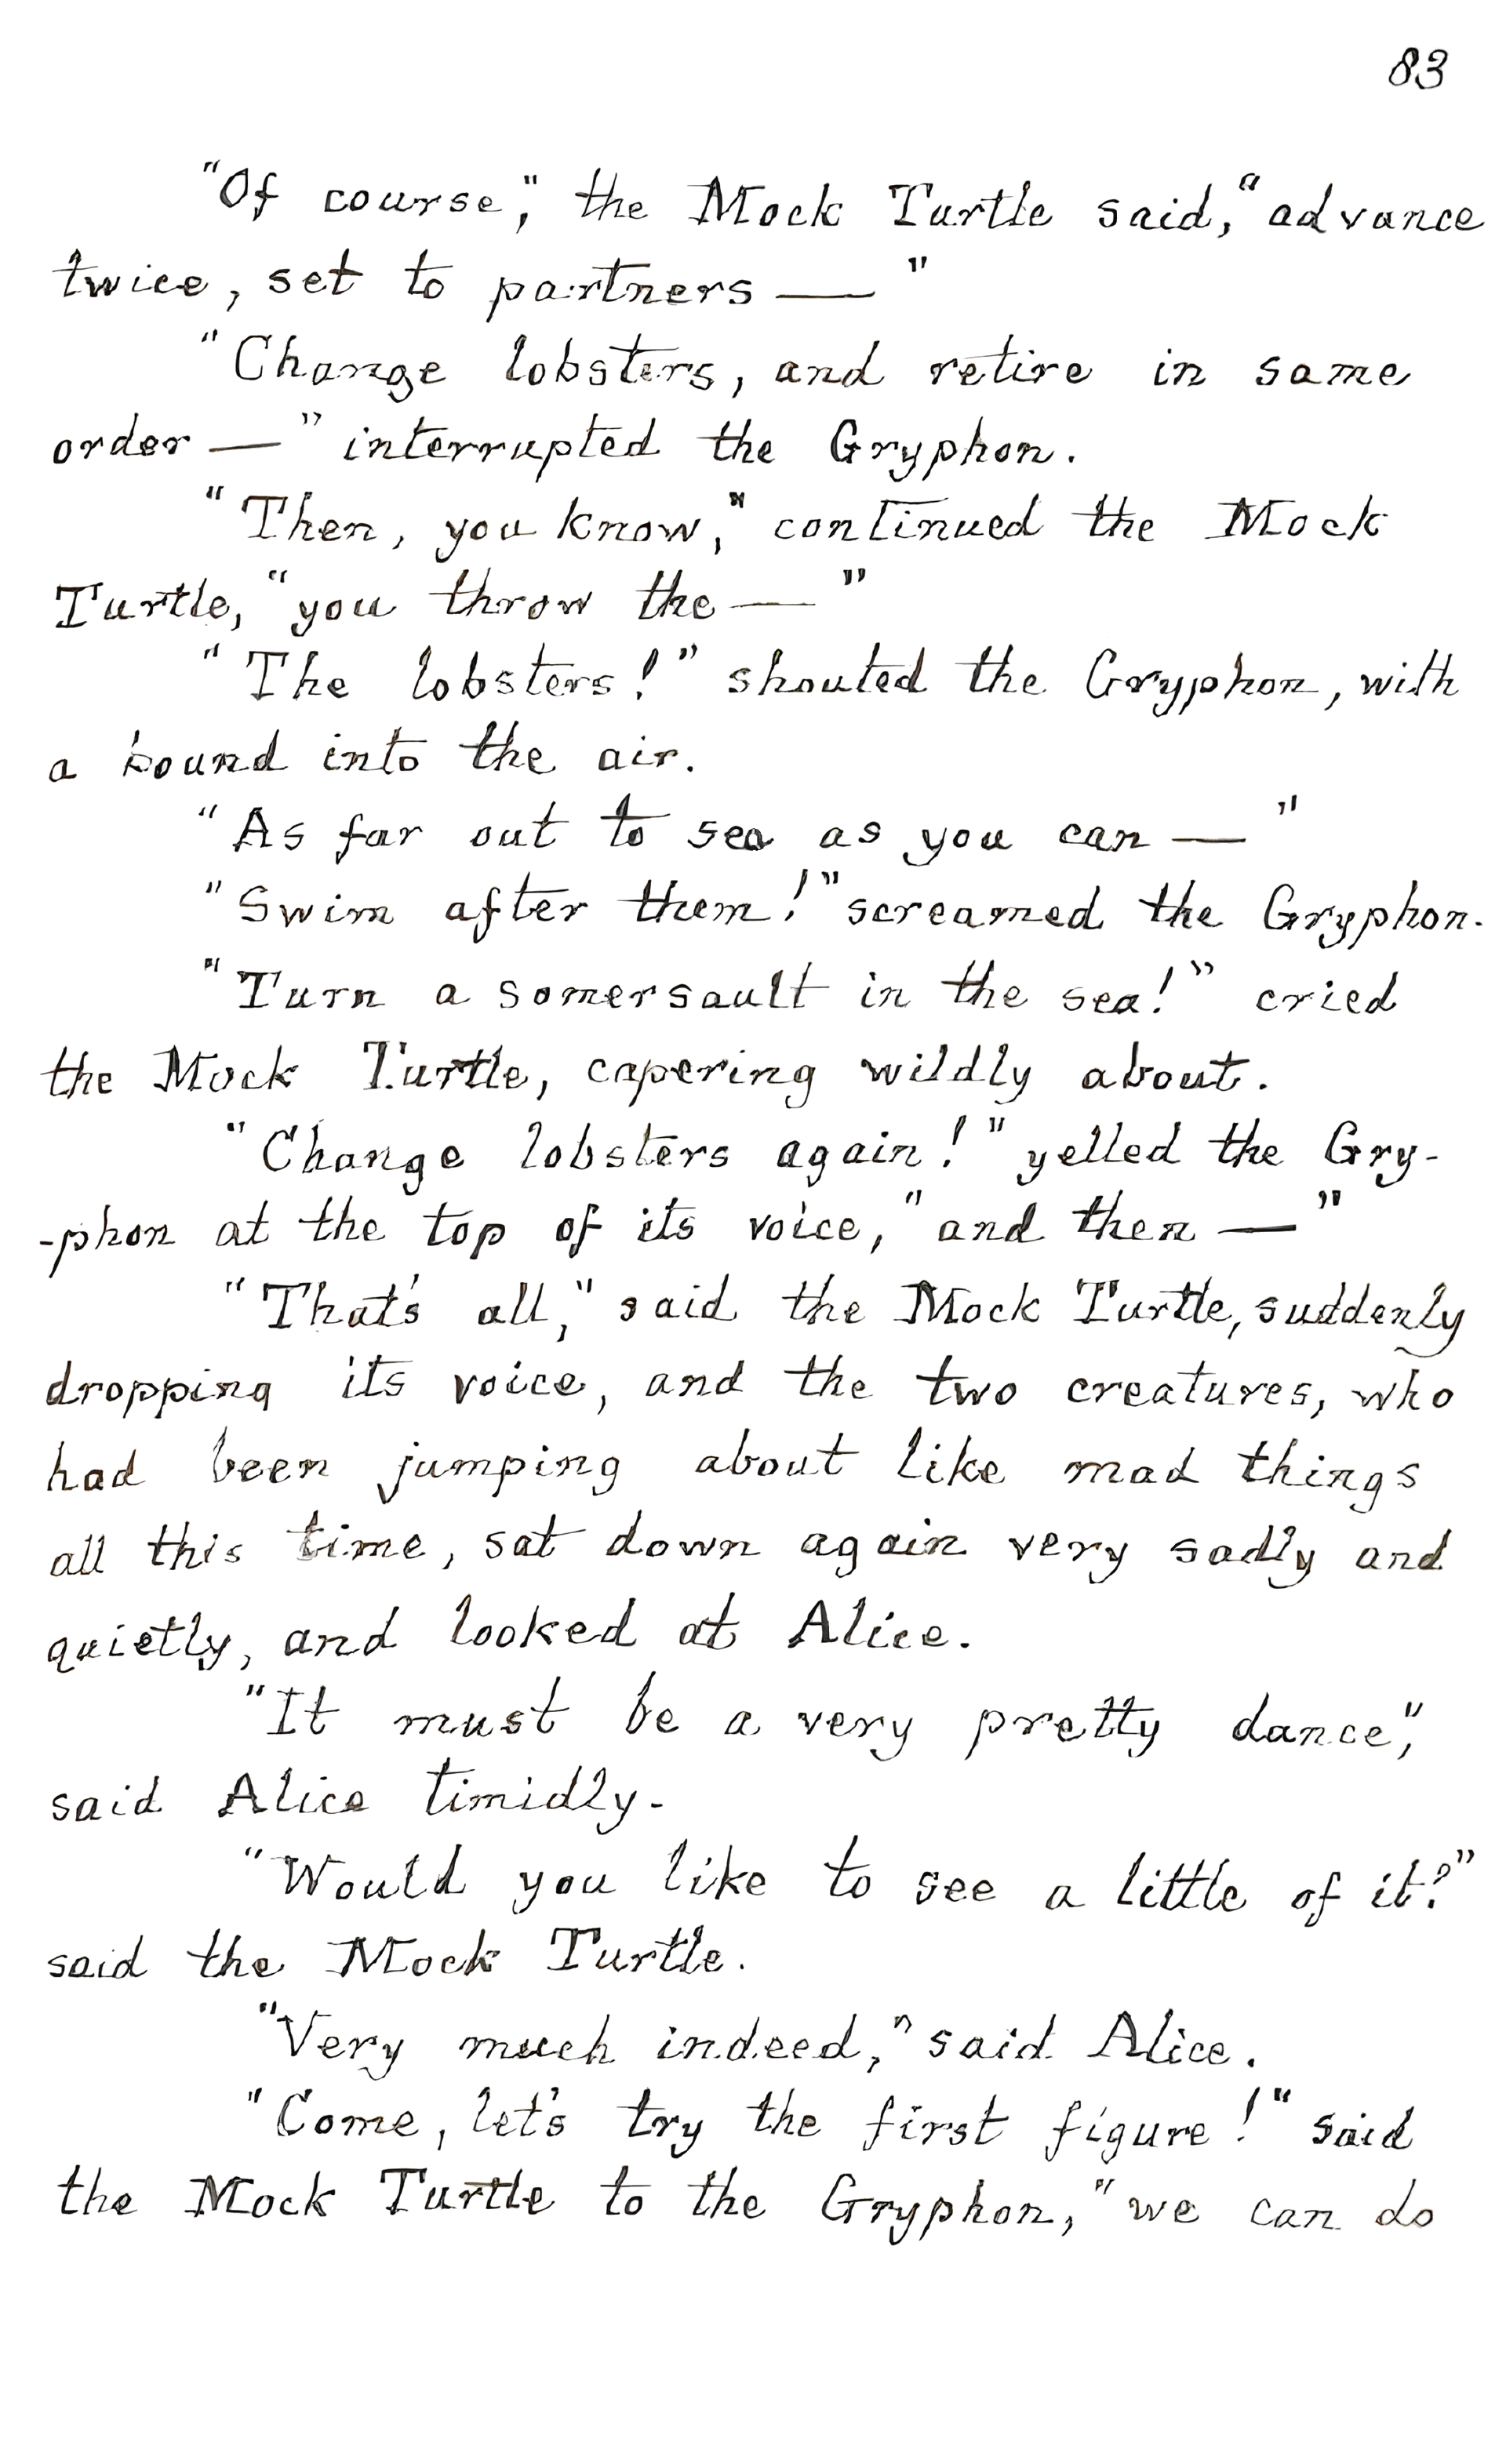 83
"Of course," the Mock Turtle said, "advance
twice, set to partners — "
"Change lobsters, and retire in same
order — " interrupted the Gryphon.
"Then, you know," continued the Mock
Turtle, "you throw the — "
"The lobsters!" shouted the Gryphon, with
a bound into the air.
"As far out to sea as you can — "
"Swim after them!" screamed the Gryphon.
"Turn a somersault in the sea!" cried
the Mock Turtle, capering wildly about.
"Change lobsters again!" yelled the Gry-
-phon at the top of its voice, "and then — "
"That's all," said the Mock Turtle, suddenly
dropping its voice, and the two creatures, who
had been jumping about like mad things
all this time, sat down again very sadly and
quietly, and looked at Alice.
"It must be a very pretty dance,"
said Alice timidly.
"Would you like to see a little of it?"
said the Mock Turtle.
"Very much indeed," said Alice.
"Come, let's try the first figure!" said
the Mock Turtle to the Gryphon, "we can do